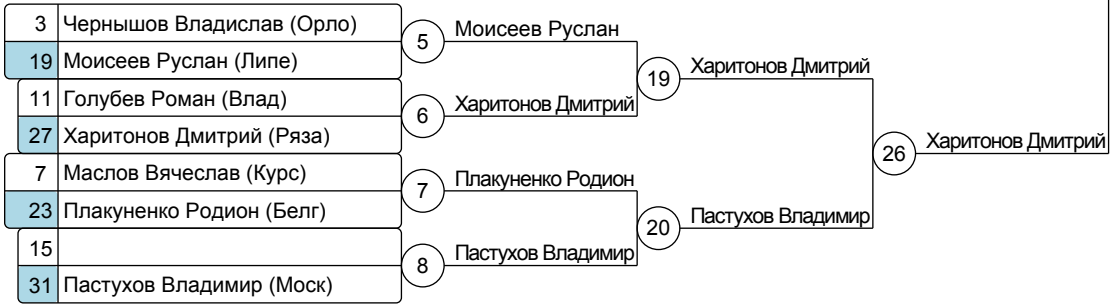 3 Чернышов Владислав (Орло)
19 Моисеев Руслан (Липе)
11 Голубев Роман (Влад)
27 Харитонов Дмитрий (Ряза)
7 Маслов Вячеслав (Курс)
23 Плакуненко Родион (Белг)
15
31 Пастухов Владимир (Моск)
5 Моисеев Руслан
6 Харитонов Дмитрий
7 Плакуненко Родион
8 Пастухов Владимир
19 Харитонов Дмитрий
20 Пастухов Владимир
26 Харитонов Дмитрий